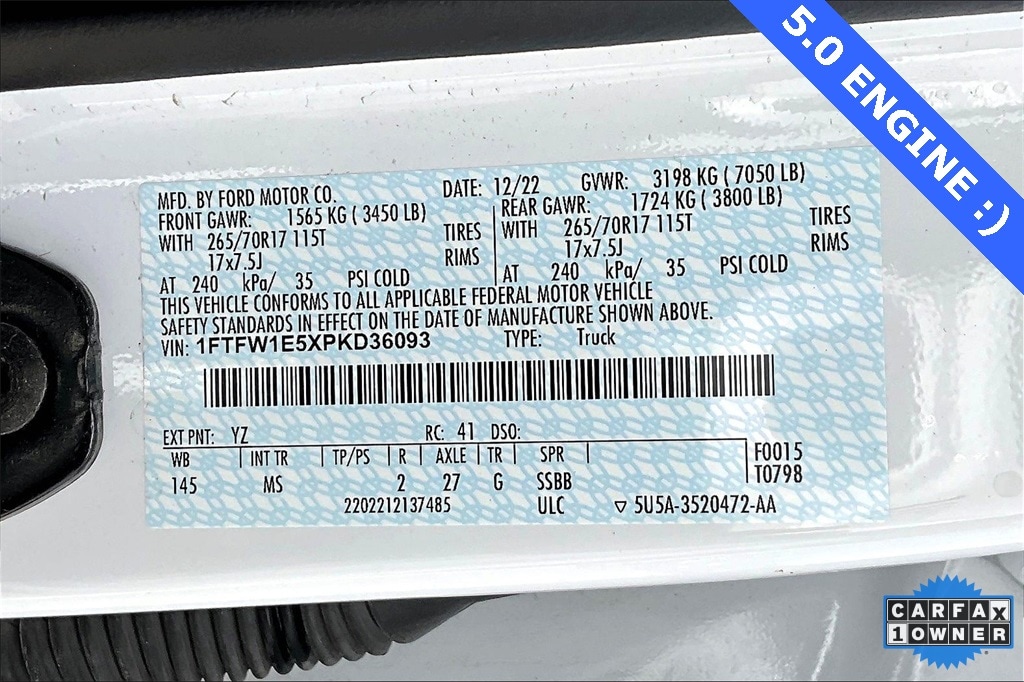 5.0 ENGINE :)
MFD. BY FORD MOTOR CO. DATE: 12/22 GVWR: 3198 KG ( 7050 LB)
FRONT GAWR: 1565 KG ( 3450 LB) REAR GAWR: 1724 KG ( 3800 LB)
WITH 265/70R17 115T TIRES WITH 265/70R17 115T TIRES
17x7.5J RIMS 17x7.5J RIMS
AT 240 kPa/ 35 PSI COLD AT 240 kPa/ 35 PSI COLD
THIS VEHICLE CONFORMS TO ALL APPLICABLE FEDERAL MOTOR VEHICLE
SAFETY STANDARDS IN EFFECT ON THE DATE OF MANUFACTURE SHOWN ABOVE.
VIN: 1FTFW1E5XPKD36093 TYPE: Truck
EXT PNT: YZ RC: 41 DSO:
WB INT TR TP/PS R AXLE TR SPR F0015
145 MS 2 27 G SSBB T0798
2202212137485 ULC ▽ 5U5A-3520472-AA
CARFAX
1 OWNER